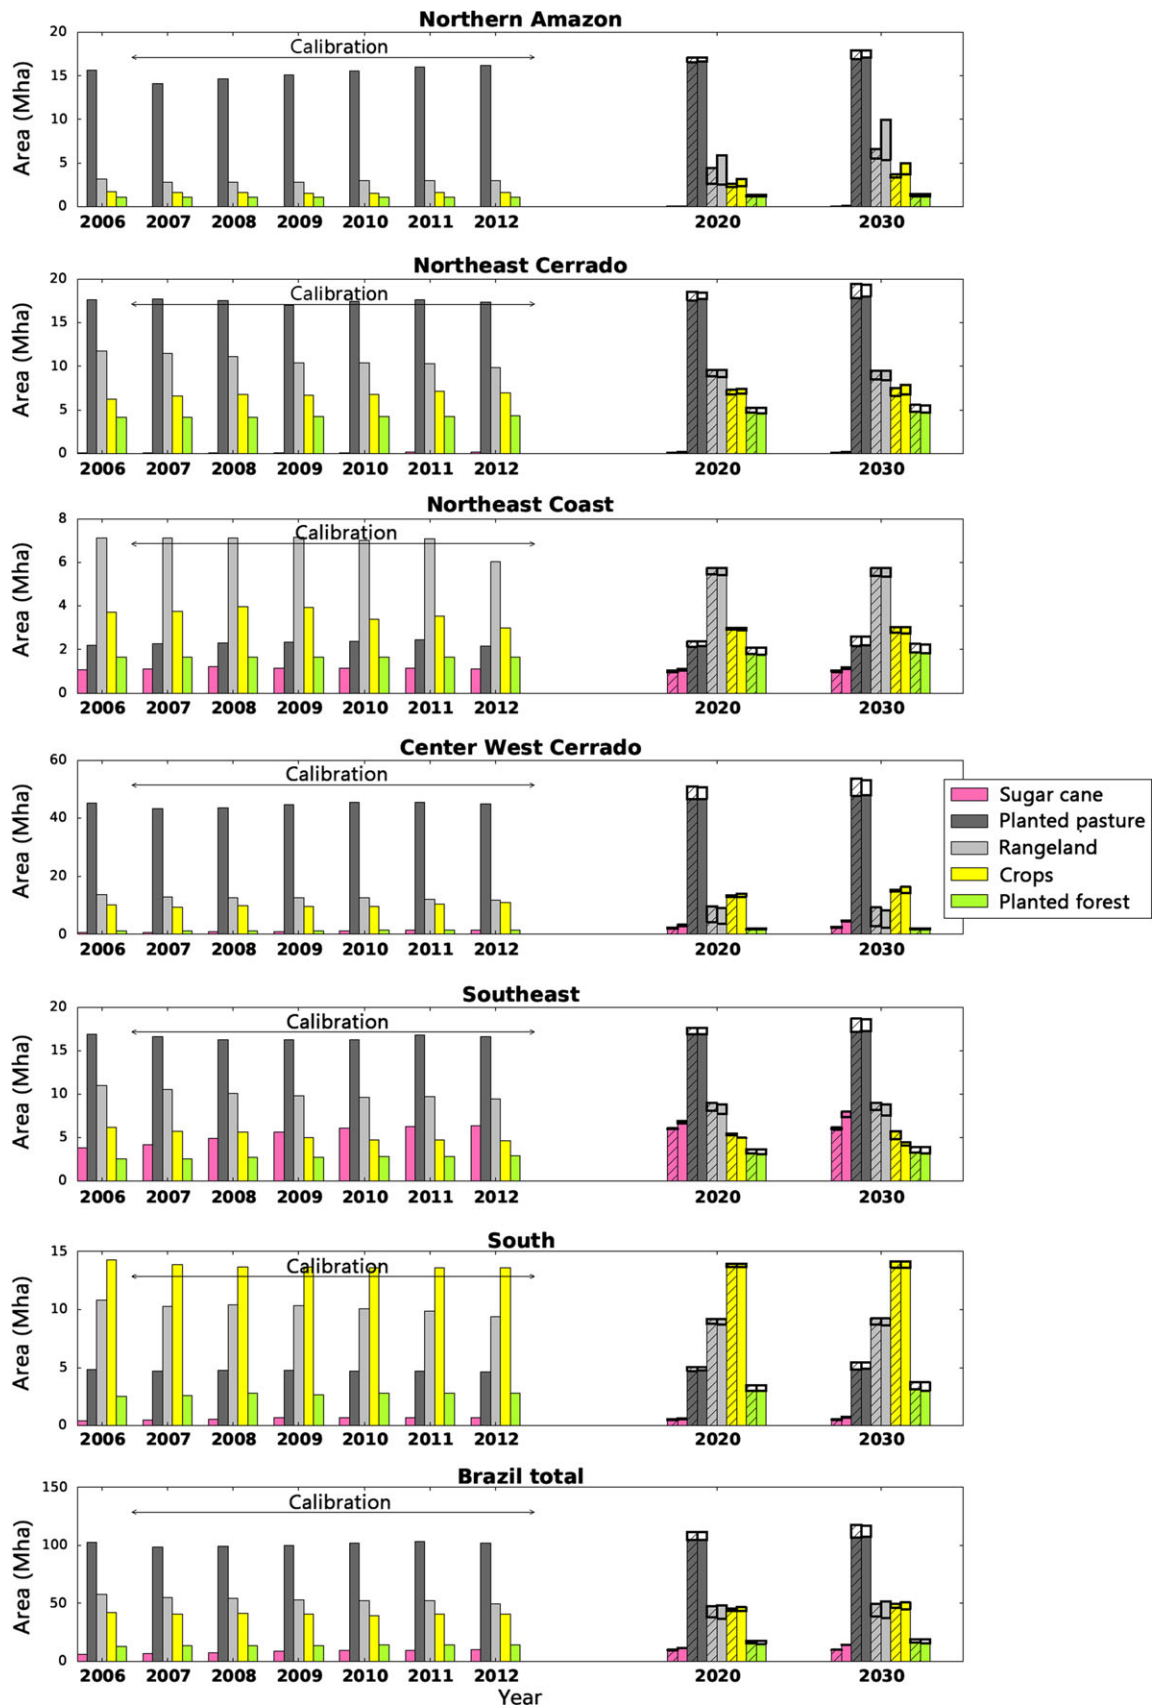 Northern Amazon
Calibration
Area (Mha)
20
15
10
5
0
2006 2007 2008 2009 2010 2011 2012 2020 2030
Northeast Cerrado
Calibration
Area (Mha)
20
15
10
5
0
2006 2007 2008 2009 2010 2011 2012 2020 2030
Northeast Coast
Calibration
Area (Mha)
8
6
4
2
0
2006 2007 2008 2009 2010 2011 2012 2020 2030
Center West Cerrado
Calibration
Area (Mha)
60
40
20
0
2006 2007 2008 2009 2010 2011 2012 2020 2030
Sugar cane
Planted pasture
Rangeland
Crops
Planted forest
Southeast
Calibration
Area (Mha)
20
15
10
5
0
2006 2007 2008 2009 2010 2011 2012 2020 2030
South
Calibration
Area (Mha)
15
10
5
0
2006 2007 2008 2009 2010 2011 2012 2020 2030
Brazil total
Calibration
Area (Mha)
150
100
50
0
2006 2007 2008 2009 2010 2011 2012 2020 2030
Year